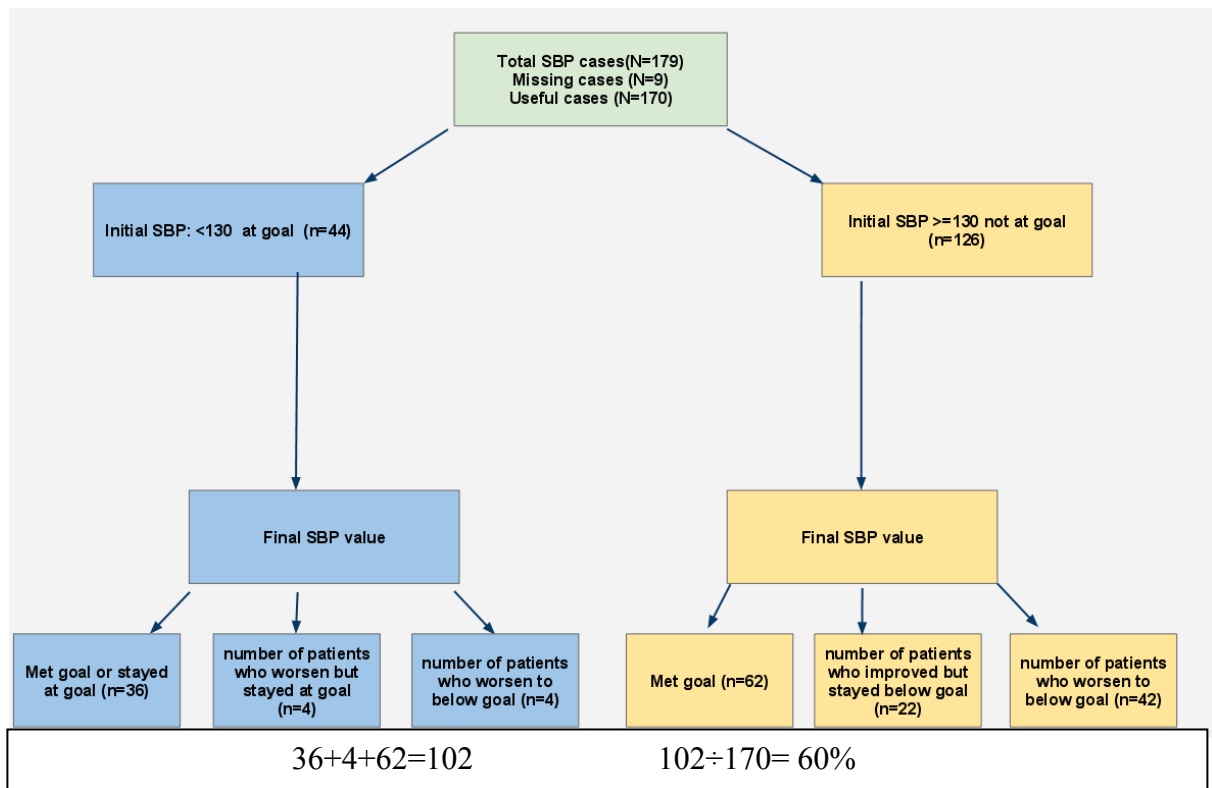 Total SBP cases(N=179)
Missing cases (N=9)
Useful cases (N=170)
Initial SBP: <130 at goal (n=44)
Initial SBP >=130 not at goal
(n=126)
Final SBP value
Final SBP value
Met goal or stayed
at goal (n=36)
number of patients
who worsen but
stayed at goal
(n=4)
number of patients
who worsen to
below goal (n=4)
Met goal (n=62)
number of patients
who improved but
stayed below goal
(n=22)
number of patients
who worsen to
below goal (n=42)
36+4+62=102
102÷170= 60%